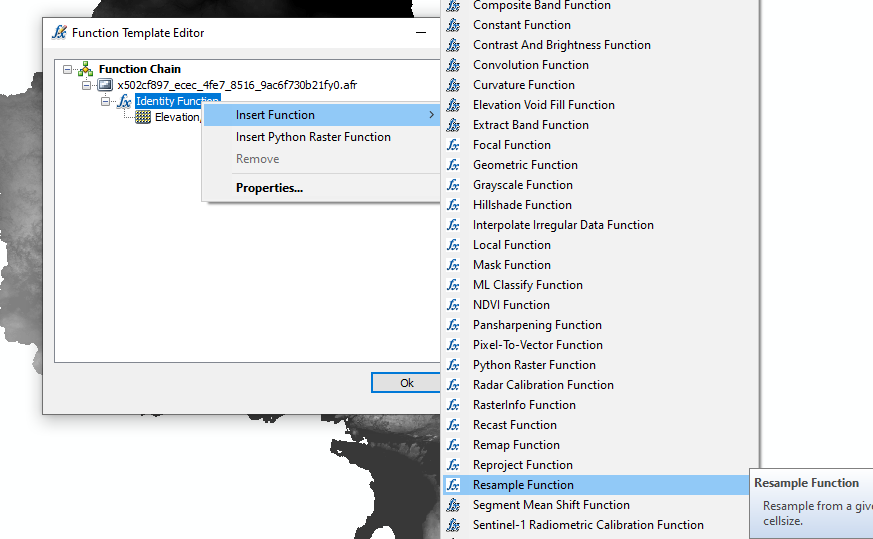 Function Template Editor
Function Chain
x502cf897_ecec_4fe7_8516_9ac6f730b21fy0.afr
Identity Function
Elevation
Insert Function
Insert Python Raster Function
Remove
Properties...
Ok
Composite Band Function
Constant Function
Contrast And Brightness Function
Convolution Function
Curvature Function
Elevation Void Fill Function
Extract Band Function
Focal Function
Geometric Function
Grayscale Function
Hillshade Function
Interpolate Irregular Data Function
Local Function
Mask Function
ML Classify Function
NDVI Function
Pansharpening Function
Pixel-To-Vector Function
Python Raster Function
Radar Calibration Function
RasterInfo Function
Recast Function
Remap Function
Reproject Function
Resample Function
Segment Mean Shift Function
Sentinel-1 Radiometric Calibration Function
Resample Function
Resample from a give
cellsize.